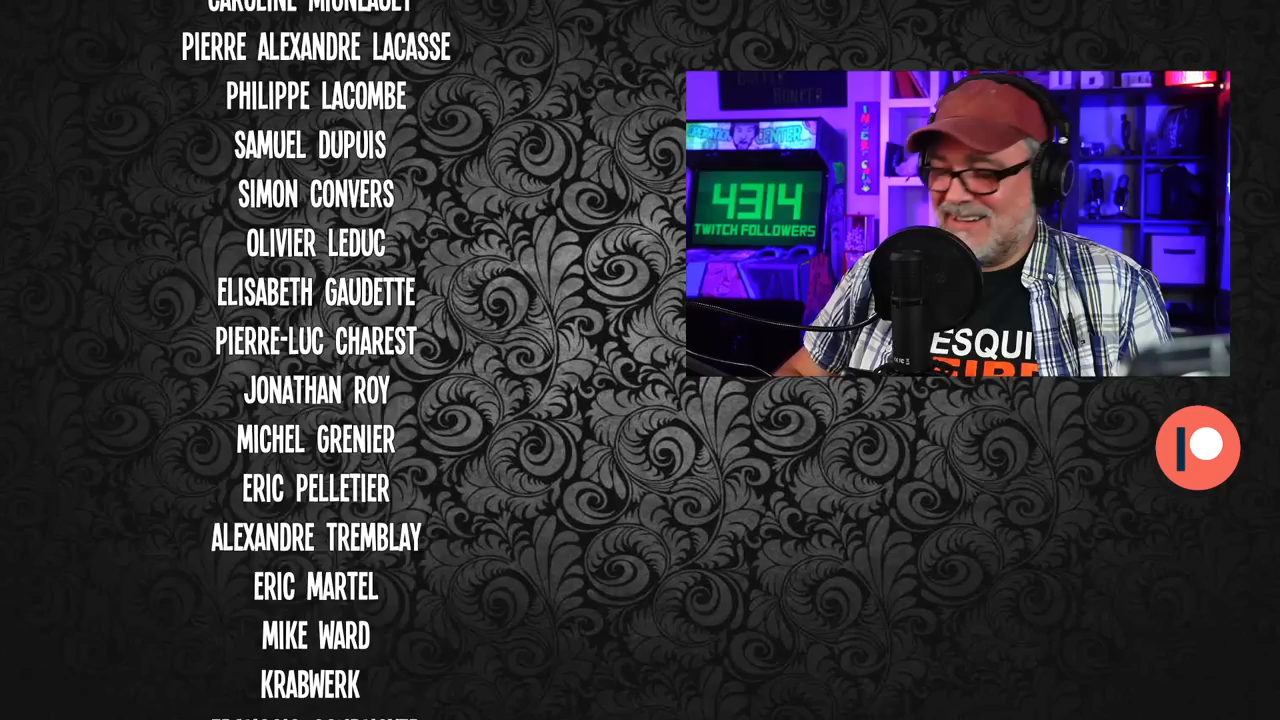 PIERRE ALEXANDRE LACASSE
PHILIPPE LACOMBE
SAMUEL DUPUIS
SIMON CONVERS
OLIVIER LEDUC
ELISABETH GAUDETTE
PIERRE-LUC CHAREST
JONATHAN ROY
MICHEL GRENIER
ERIC PELLETIER
ALEXANDRE TREMBLAY
ERIC MARTEL
MIKE WARD
KRABWERK
CENTER
4314
TWITCH FOLLOWERS
ESQUI